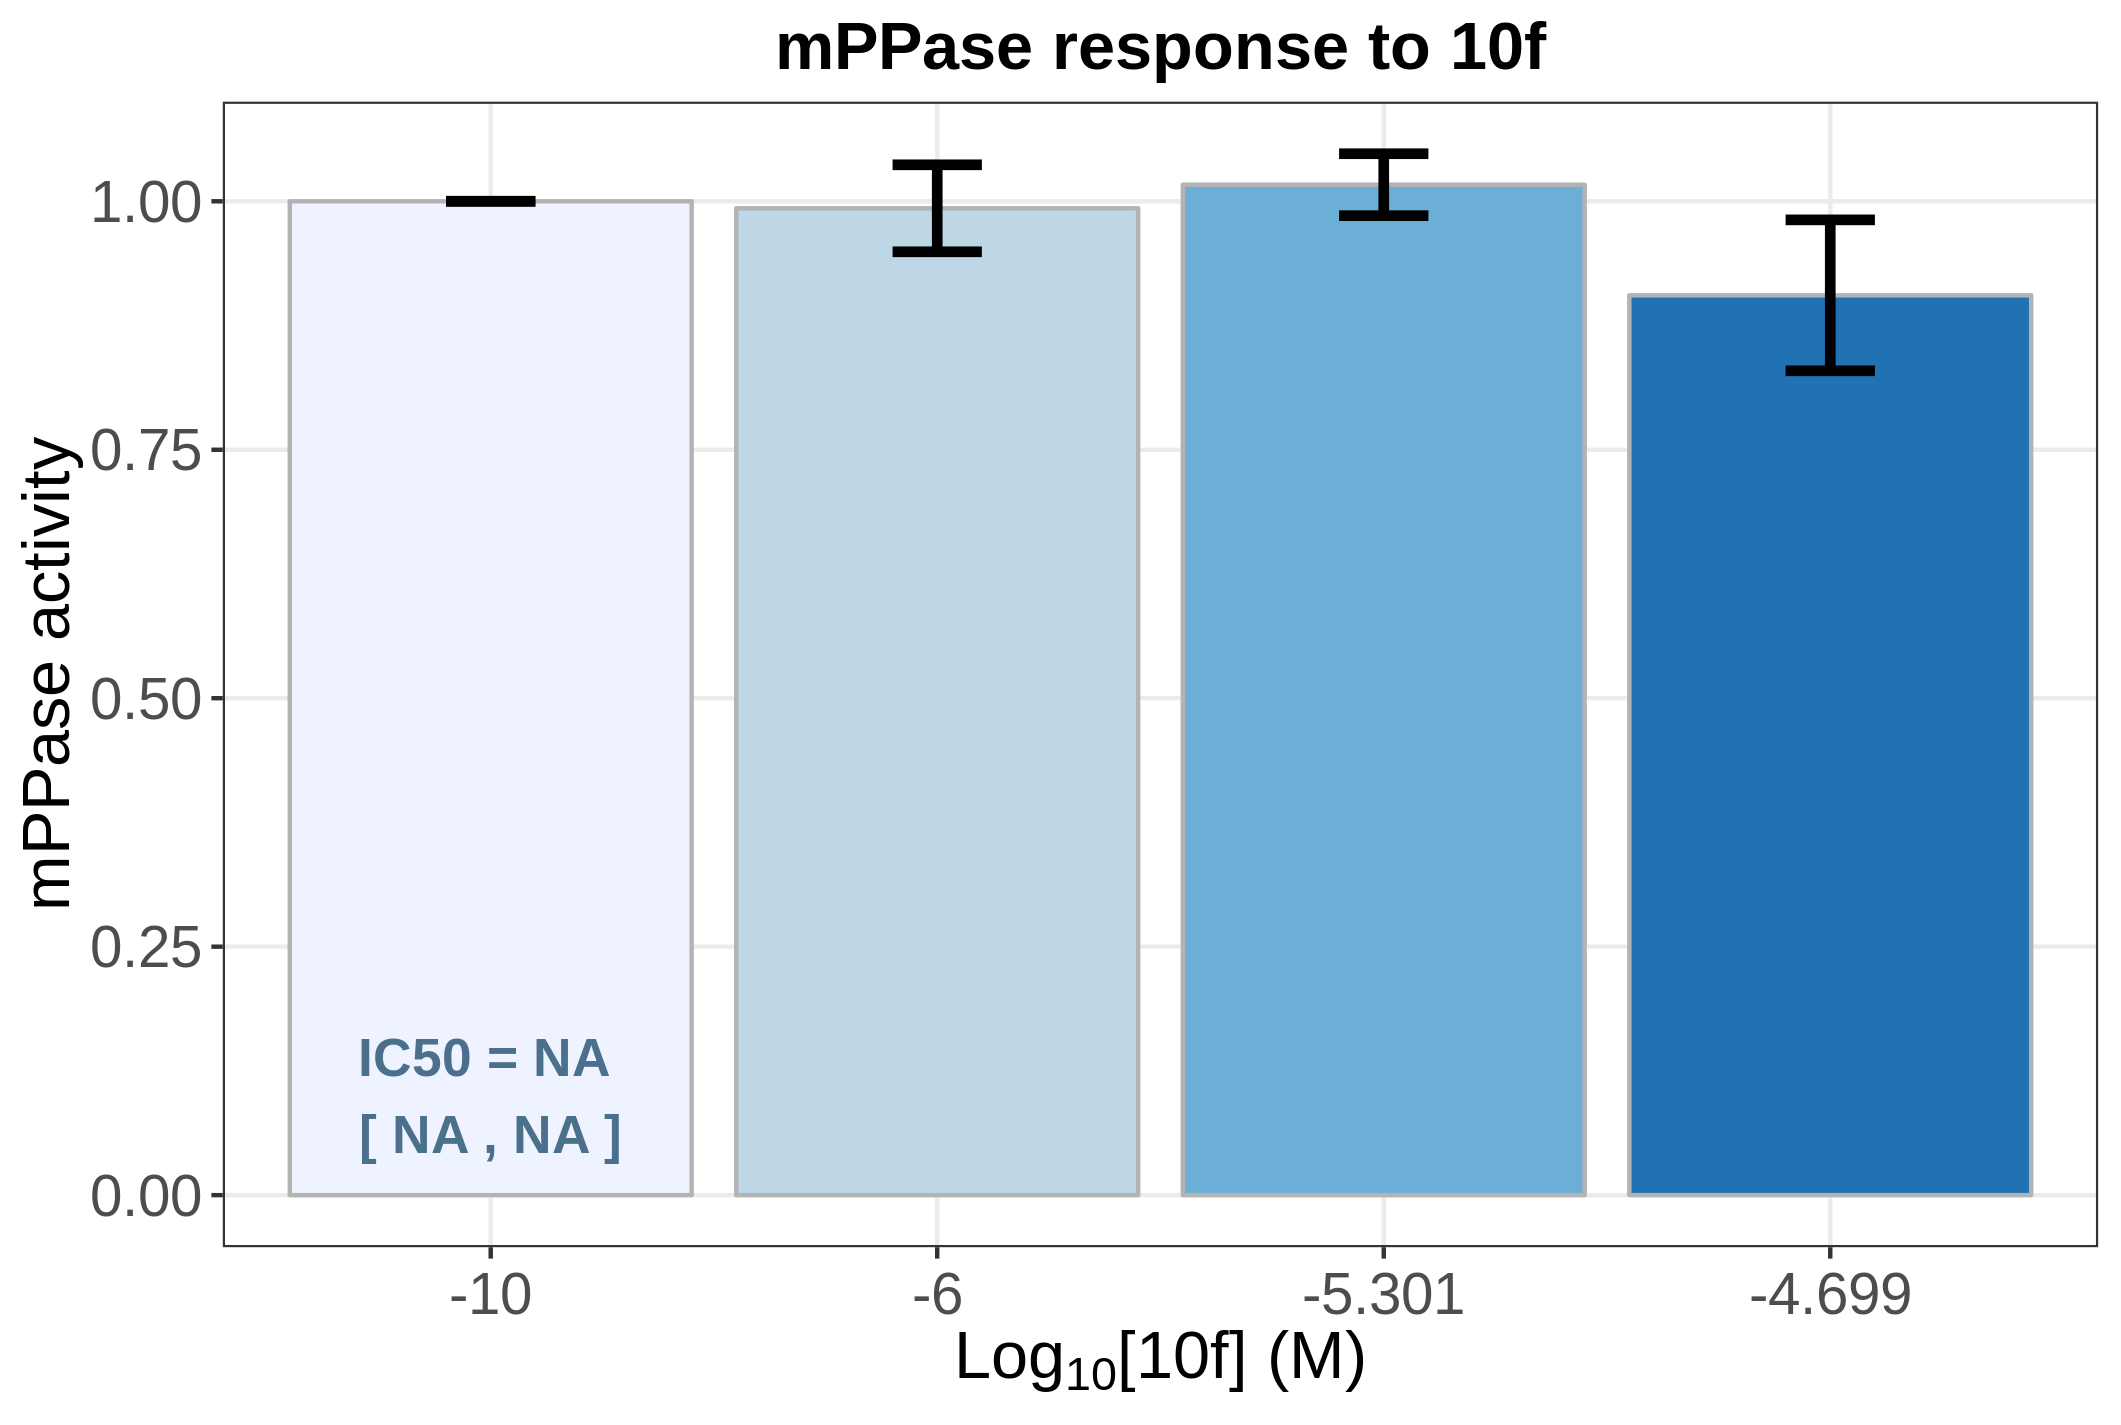 mPPase response to 10f
mPPase activity
1.00
0.75
0.50
0.25
0.00
IC50 = NA
[ NA , NA ]
-10
-6
-5.301
-4.699
Log10[10f] (M)